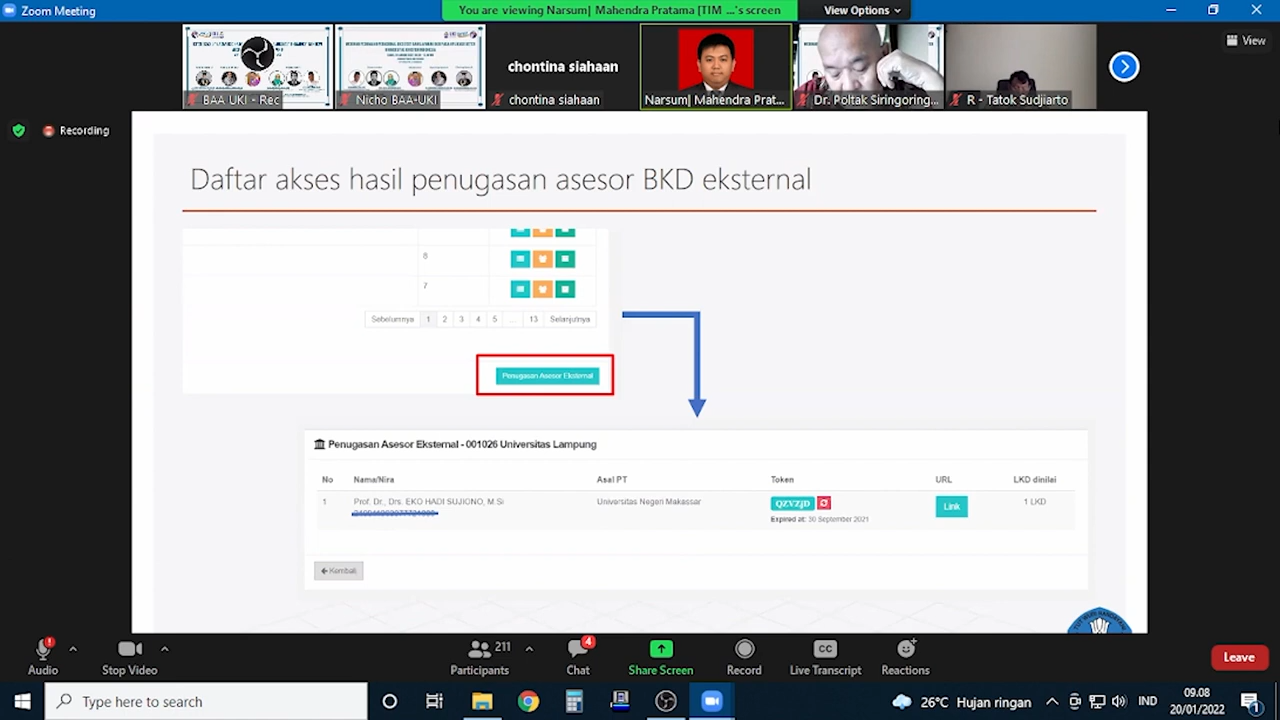 Zoom Meeting
You are viewing Narsum| Mahendra Pratama [TIM ...'s screen
View Options
BAA UKI - Rec
Nicho BAA-UKI
chontina siahaan
chontina siahaan
Narsum| Mahendra Prat...
Dr. Poltak Siringoring...
R - Tatok Sudjiarto
Recording
Daftar akses hasil penugasan asesor BKD eksternal
8
7
Sebelumnya 1 2 3 4 5 ... 13 Selanjutnya
Penugasan Asesor Eksternal
Penugasan Asesor Eksternal - 001026 Universitas Lampung
No Nama/Nira Asal PT Token URL LKD dinilai
1 Prof. Dr., Drs. EKO HADI SUJIONO, M.Si Universitas Negeri Makassar QZVZjD Link 1 LKD
Expired at: 30 September 2021
Kembali
Audio
Stop Video
211
Participants
4
Chat
Share Screen
Record
CC
Live Transcript
Reactions
Leave
Type here to search
26°C Hujan ringan
IND
09.08
20/01/2022
1